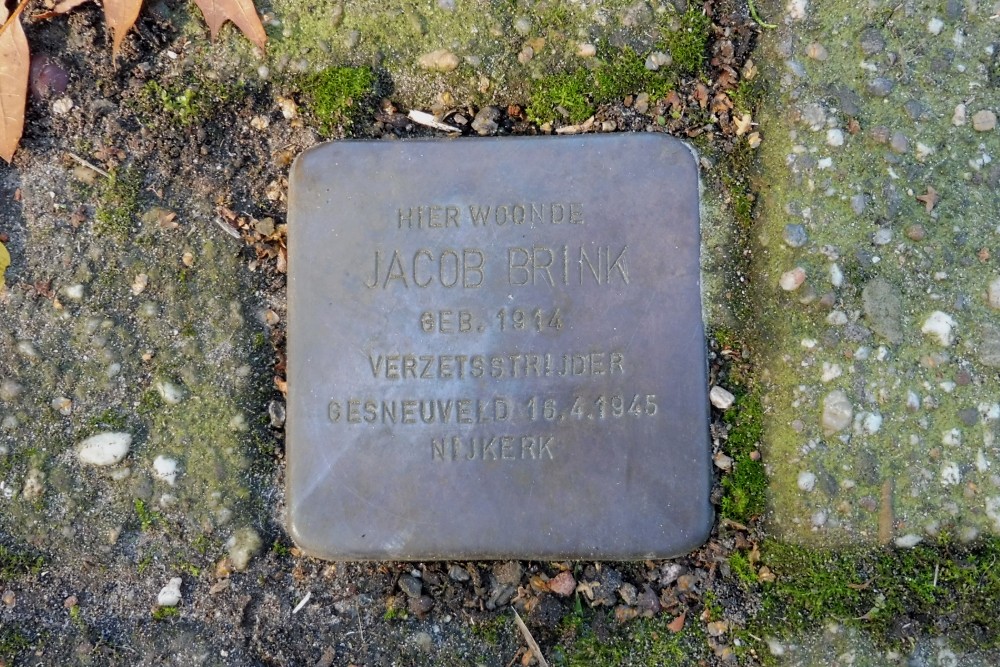 HIER WOONDE
JACOB BRINK
GEB. 1914
VERZETSSTRIJDER
GESNEUVELD 16.4.1945
NIJKERK